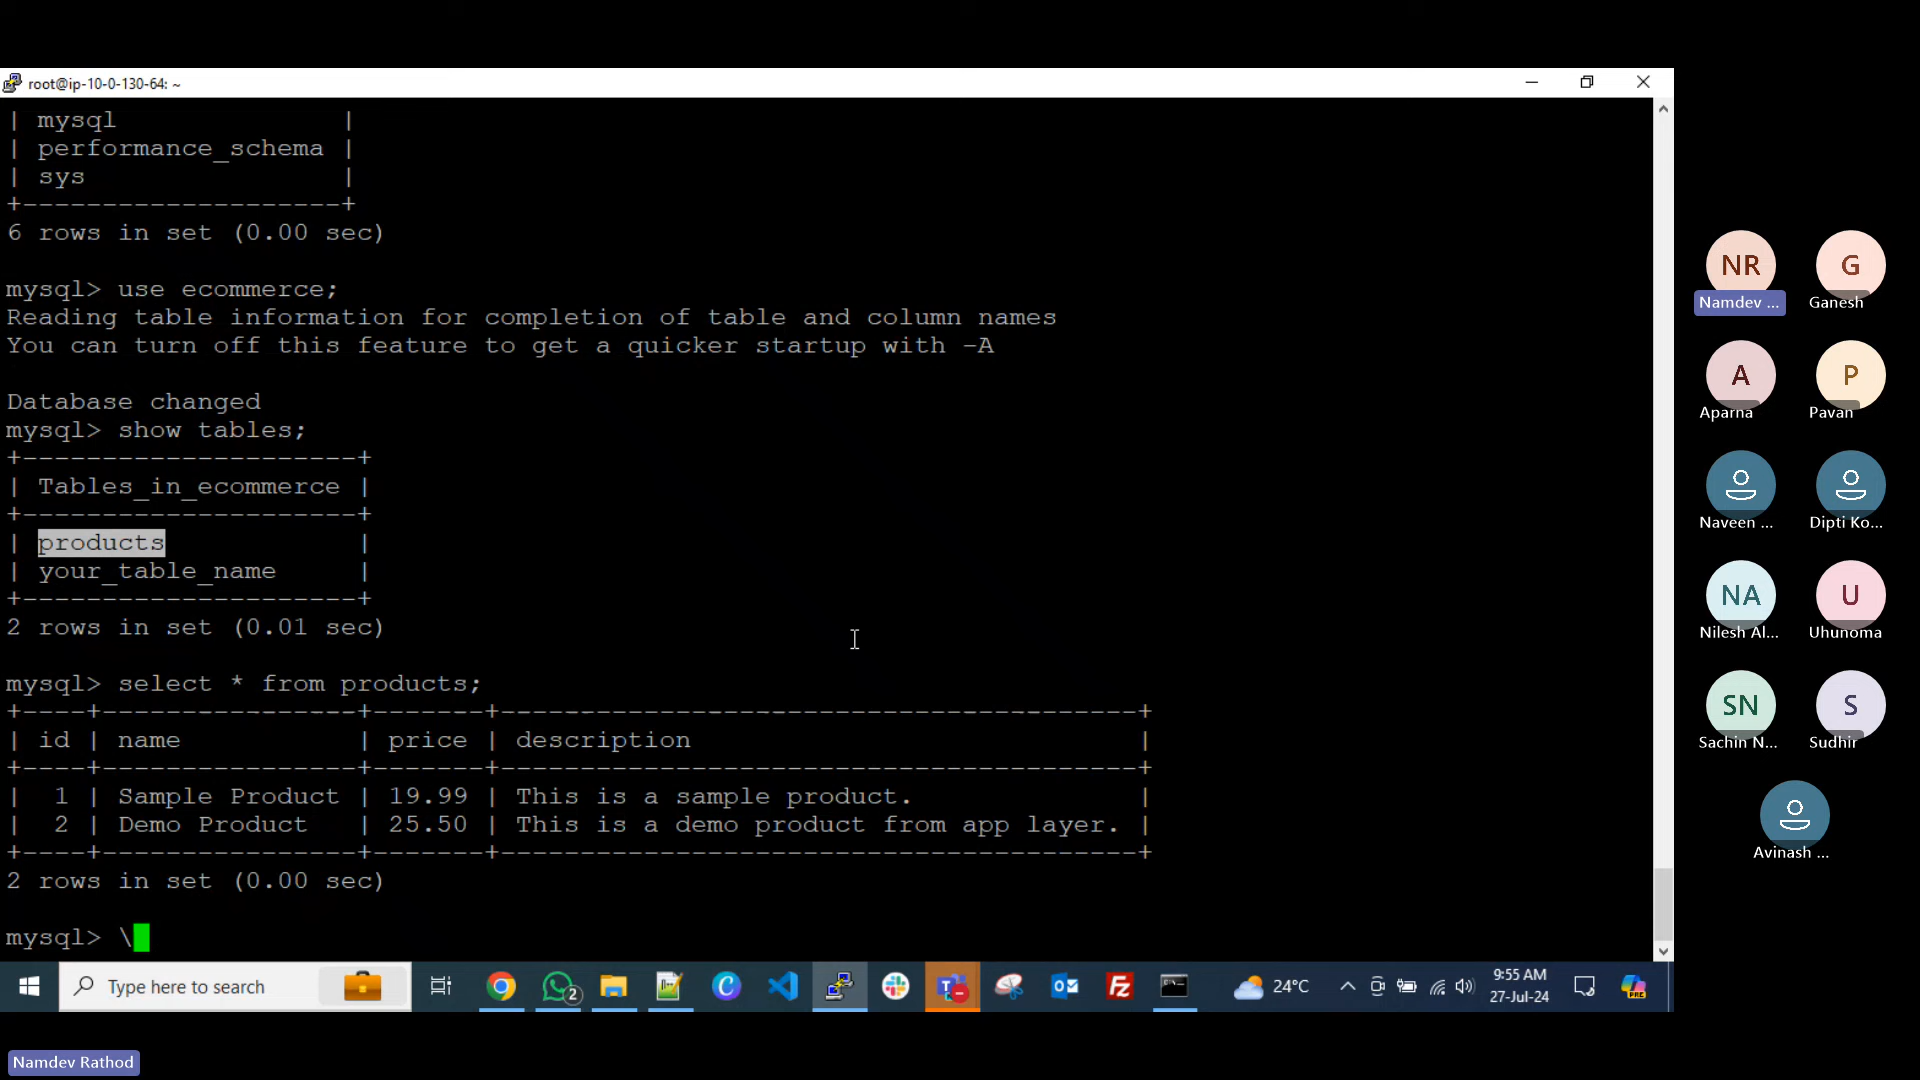 root@ip-10-0-130-64: ~
| mysql              |
| performance_schema |
| sys                |
+--------------------+
6 rows in set (0.00 sec)
mysql> use ecommerce;
Reading table information for completion of table and column names
You can turn off this feature to get a quicker startup with -A
Database changed
mysql> show tables;
+---------------------+
| Tables_in_ecommerce |
+---------------------+
| products            |
| your_table_name     |
+---------------------+
2 rows in set (0.01 sec)
mysql> select * from products;
+----+----------------+-------+----------------------------------------+
| id | name           | price | description                            |
+----+----------------+-------+----------------------------------------+
|  1 | Sample Product | 19.99 | This is a sample product.              |
|  2 | Demo Product   | 25.50 | This is a demo product from app layer. |
+----+----------------+-------+----------------------------------------+
2 rows in set (0.00 sec)
mysql> \
NR
Namdev ...
G
Ganesh
A
Aparna
P
Pavan
Naveen ...
Dipti Ko...
NA
Nilesh Al...
U
Uhunoma
SN
Sachin N...
S
Sudhir
Avinash ...
Type here to search
2
24°C
9:55 AM
27-Jul-24
PRE
Namdev Rathod